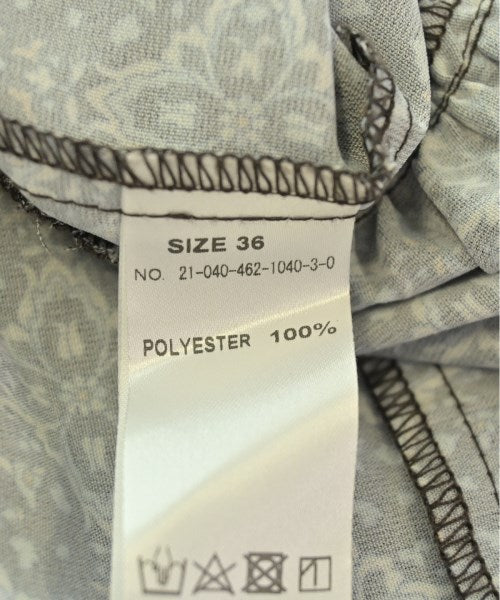 SIZE 36
NO. 21-040-462-1040-3-0
POLYESTER 100%